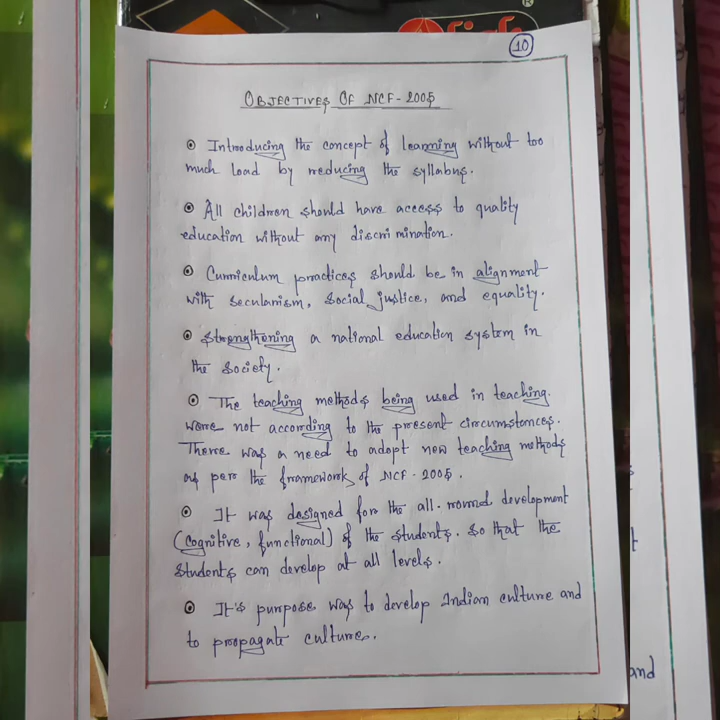 10
OBJECTIVES OF NCF-2005
Introducing the concept of learning without too
much load by reducing the syllabus.
All children should have access to quality
education without any discrimination.
Curriculum practices should be in alignment
with secularism, social justice, and equality.
Strengthening a national education system in
the society.
The teaching methods being used in teaching.
were not according to the present circumstances.
There was a need to adopt new teaching methods
as per the framework of NCF-2005.
It was designed for the all-round development
(cognitive, functional) of the students. so that the
students can develop at all levels.
It's purpose was to develop Indian culture and
to propagate culture.
and